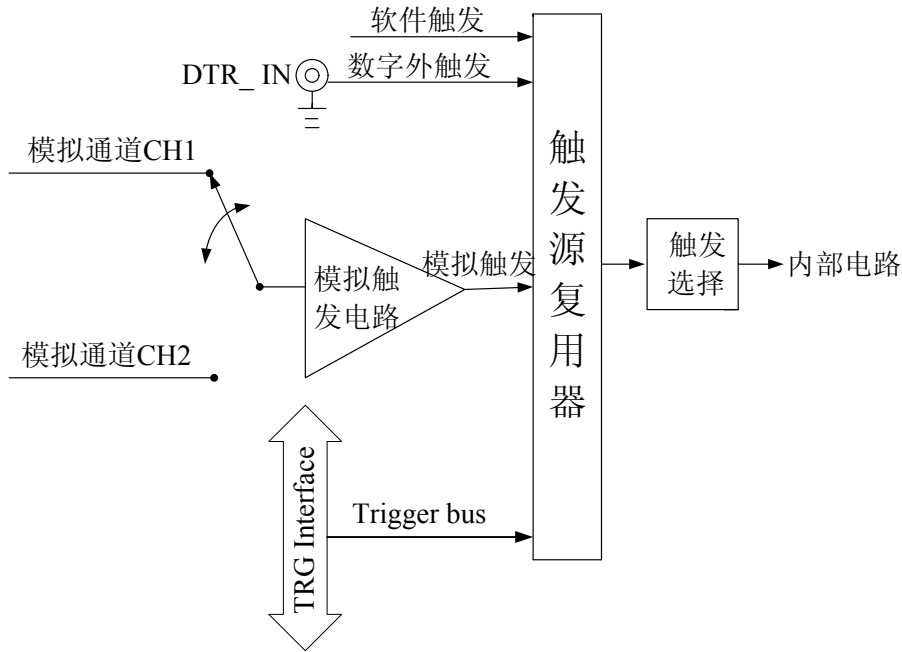 软件触发
DTR_ IN
数字外触发
模拟通道CH1
模拟触
发电路
模拟触发
触
发
源
复
用
器
触发
选择
内部电路
模拟通道CH2
TRG Interface
Trigger bus